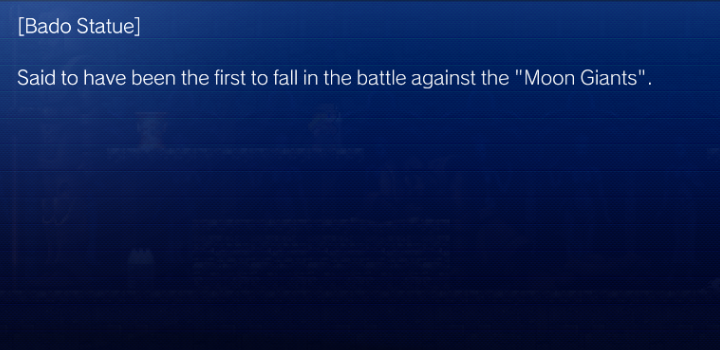 [Bado Statue]
Said to have been the first to fall in the battle against the "Moon Giants".